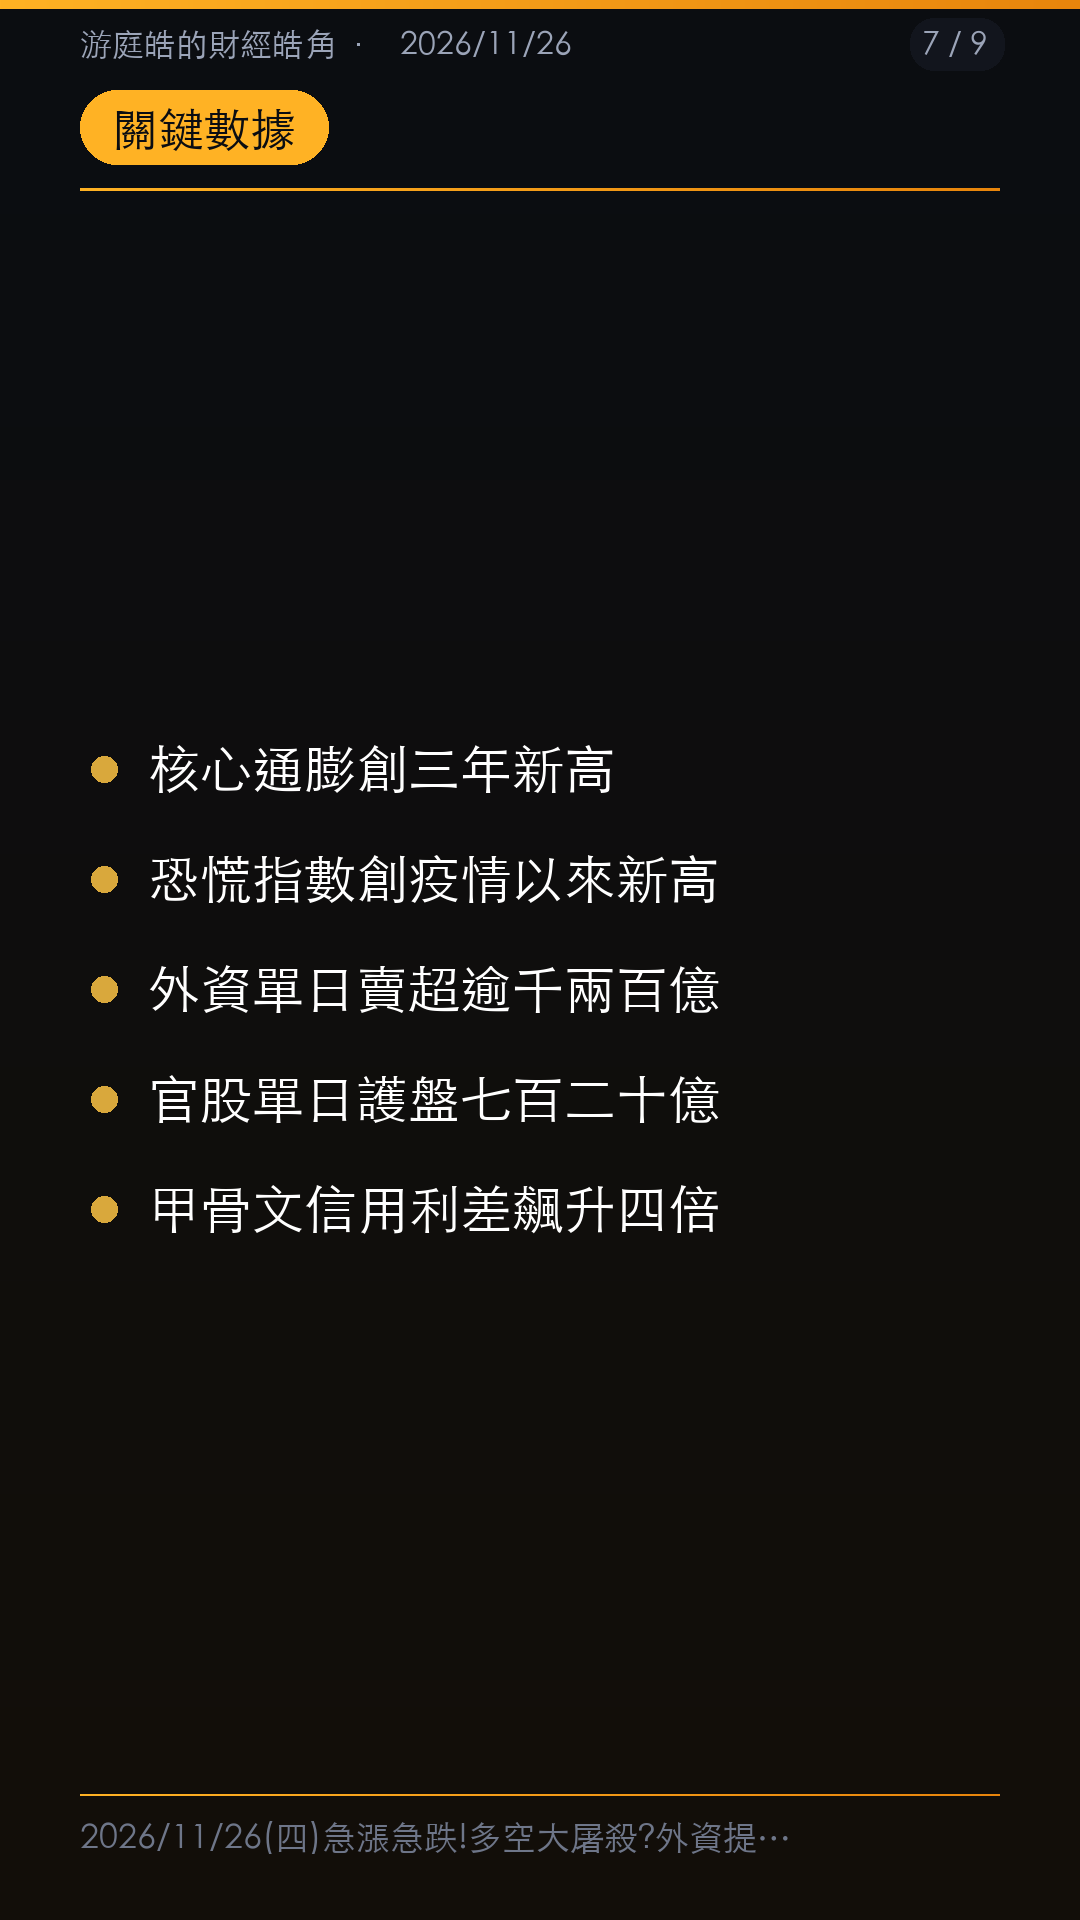 游庭皓的財經皓角 · 2026/11/26
7 / 9
關鍵數據
核心通膨創三年新高
恐慌指數創疫情以來新高
外資單日賣超逾千兩百億
官股單日護盤七百二十億
甲骨文信用利差飆升四倍
2026/11/26(四)急漲急跌!多空大屠殺?外資提…